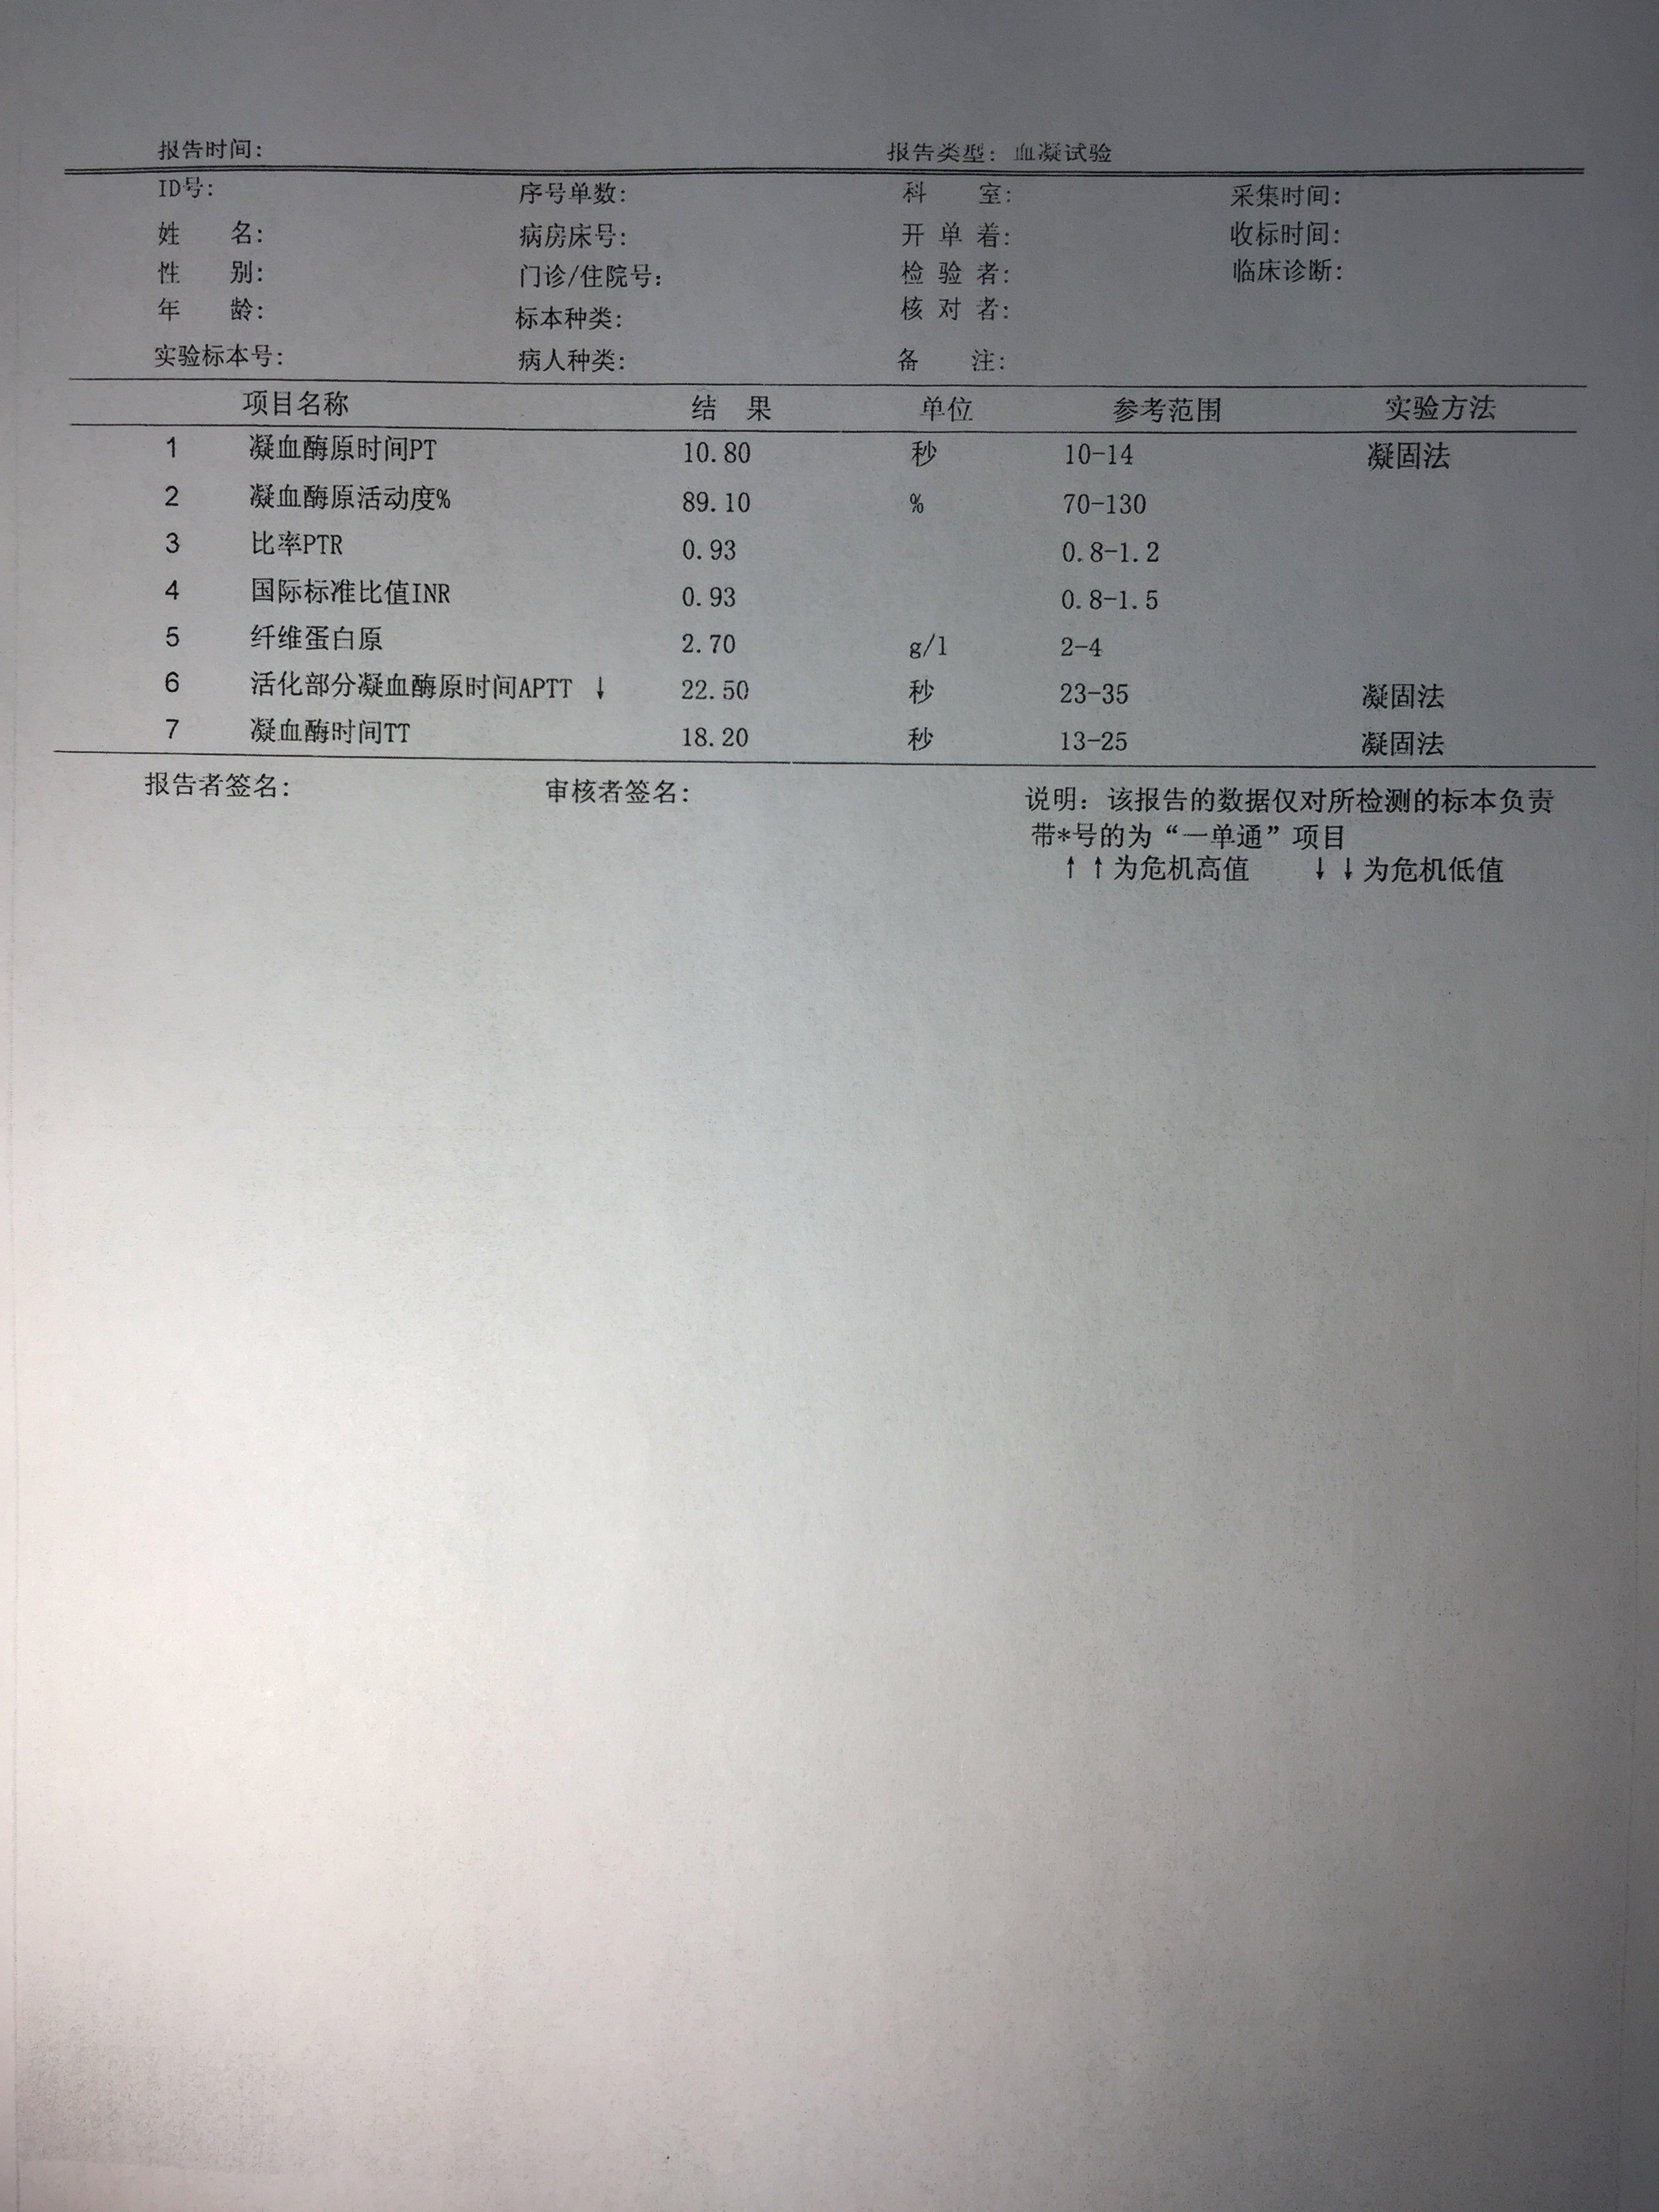 报告时间: 报告类型: 血凝试验
ID号: 序号单数: 科 室: 采集时间:
姓 名: 病房床号: 开 单 着: 收标时间:
性 别: 门诊/住院号: 检 验 者: 临床诊断:
年 龄: 标本种类: 核 对 者:
实验标本号: 病人种类: 备 注:
项目名称 结 果 单位 参考范围 实验方法
1 凝血酶原时间PT 10.80 秒 10-14 凝固法
2 凝血酶原活动度% 89.10 % 70-130
3 比率PTR 0.93 0.8-1.2
4 国际标准比值INR 0.93 0.8-1.5
5 纤维蛋白原 2.70 g/l 2-4
6 活化部分凝血酶原时间APTT ↓ 22.50 秒 23-35 凝固法
7 凝血酶时间TT 18.20 秒 13-25 凝固法
报告者签名: 审核者签名: 说明: 该报告的数据仅对所检测的标本负责
带*号的为“一单通”项目
↑↑为危机高值 ↓↓为危机低值